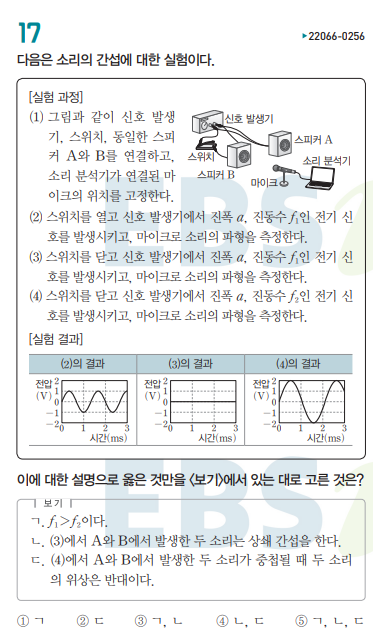 17
▶22066-0256
다음은 소리의 간섭에 대한 실험이다.
[실험 과정]
(1) 그림과 같이 신호 발생
기, 스위치, 동일한 스피
커 A와 B를 연결하고,
소리 분석기가 연결된 마
이크의 위치를 고정한다.
신호 발생기
스피커 A
스위치
소리 분석기
스피커 B
마이크
(2) 스위치를 열고 신호 발생기에서 진폭 a, 진동수 f₁인 전기 신
호를 발생시키고, 마이크로 소리의 파형을 측정한다.
(3) 스위치를 닫고 신호 발생기에서 진폭 a, 진동수 f₁인 전기 신
호를 발생시키고, 마이크로 소리의 파형을 측정한다.
(4) 스위치를 닫고 신호 발생기에서 진폭 a, 진동수 f₂인 전기 신
호를 발생시키고, 마이크로 소리의 파형을 측정한다.
[실험 결과]
(2)의 결과 (3)의 결과 (4)의 결과
전압 2 전압 2 전압 2
(V) 1 (V) 1 (V) 1
0 0 0
-1 -1 -1
-2 -2 -2
0 1 2 3 0 1 2 3 0 1 2 3
시간(ms) 시간(ms) 시간(ms)
이에 대한 설명으로 옳은 것만을 〈보기〉에서 있는 대로 고른 것은?
보기
ㄱ. f₁>f₂이다.
ㄴ. (3)에서 A와 B에서 발생한 두 소리는 상쇄 간섭을 한다.
ㄷ. (4)에서 A와 B에서 발생한 두 소리가 중첩될 때 두 소리
의 위상은 반대이다.
① ㄱ ② ㄷ ③ ㄱ, ㄴ ④ ㄴ, ㄷ ⑤ ㄱ, ㄴ, ㄷ
EBS
EBS